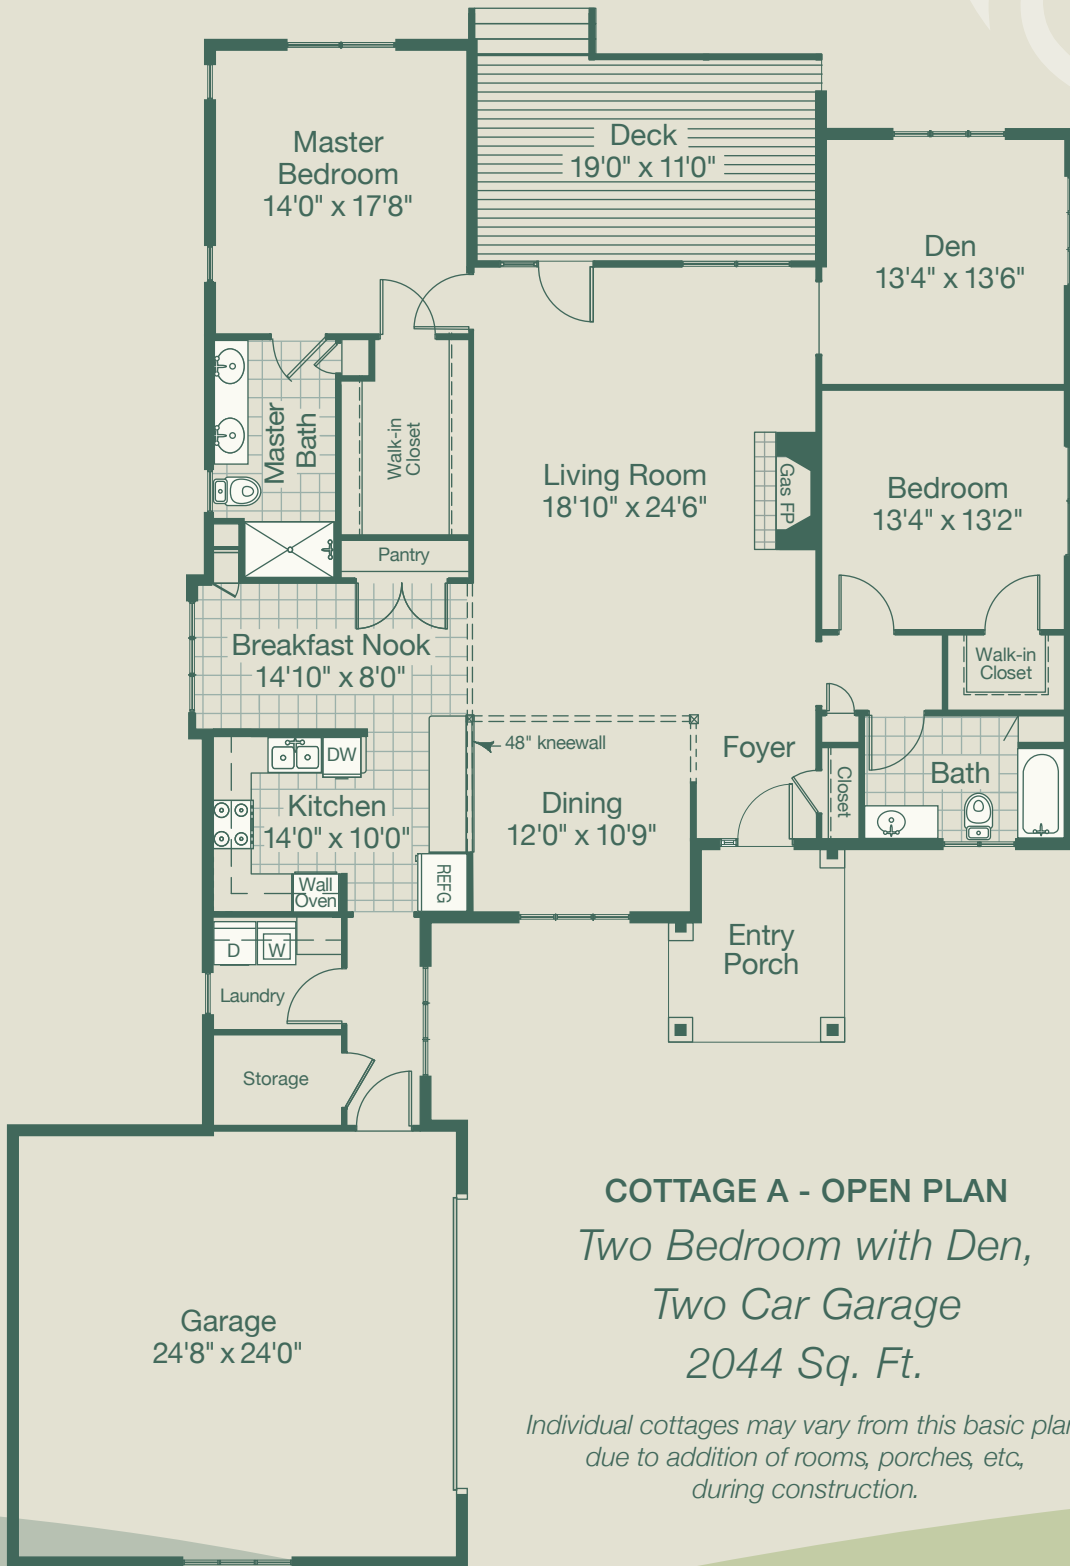 Master
Bedroom
14'0" x 17'8"
Deck
19'0" x 11'0"
Den
13'4" x 13'6"
Master
Bath
Walk-in
Closet
Living Room
18'10" x 24'6"
Gas FP
Bedroom
13'4" x 13'2"
Pantry
Breakfast Nook
14'10" x 8'0"
Walk-in
Closet
48" kneewall
Foyer
DW
Kitchen
14'0" x 10'0"
Dining
12'0" x 10'9"
Closet
Bath
Wall
Oven
REFG
Entry
Porch
D
W
Laundry
Storage
Garage
24'8" x 24'0"
COTTAGE A - OPEN PLAN
Two Bedroom with Den,
Two Car Garage
2044 Sq. Ft.
Individual cottages may vary from this basic plan
due to addition of rooms, porches, etc.,
during construction.